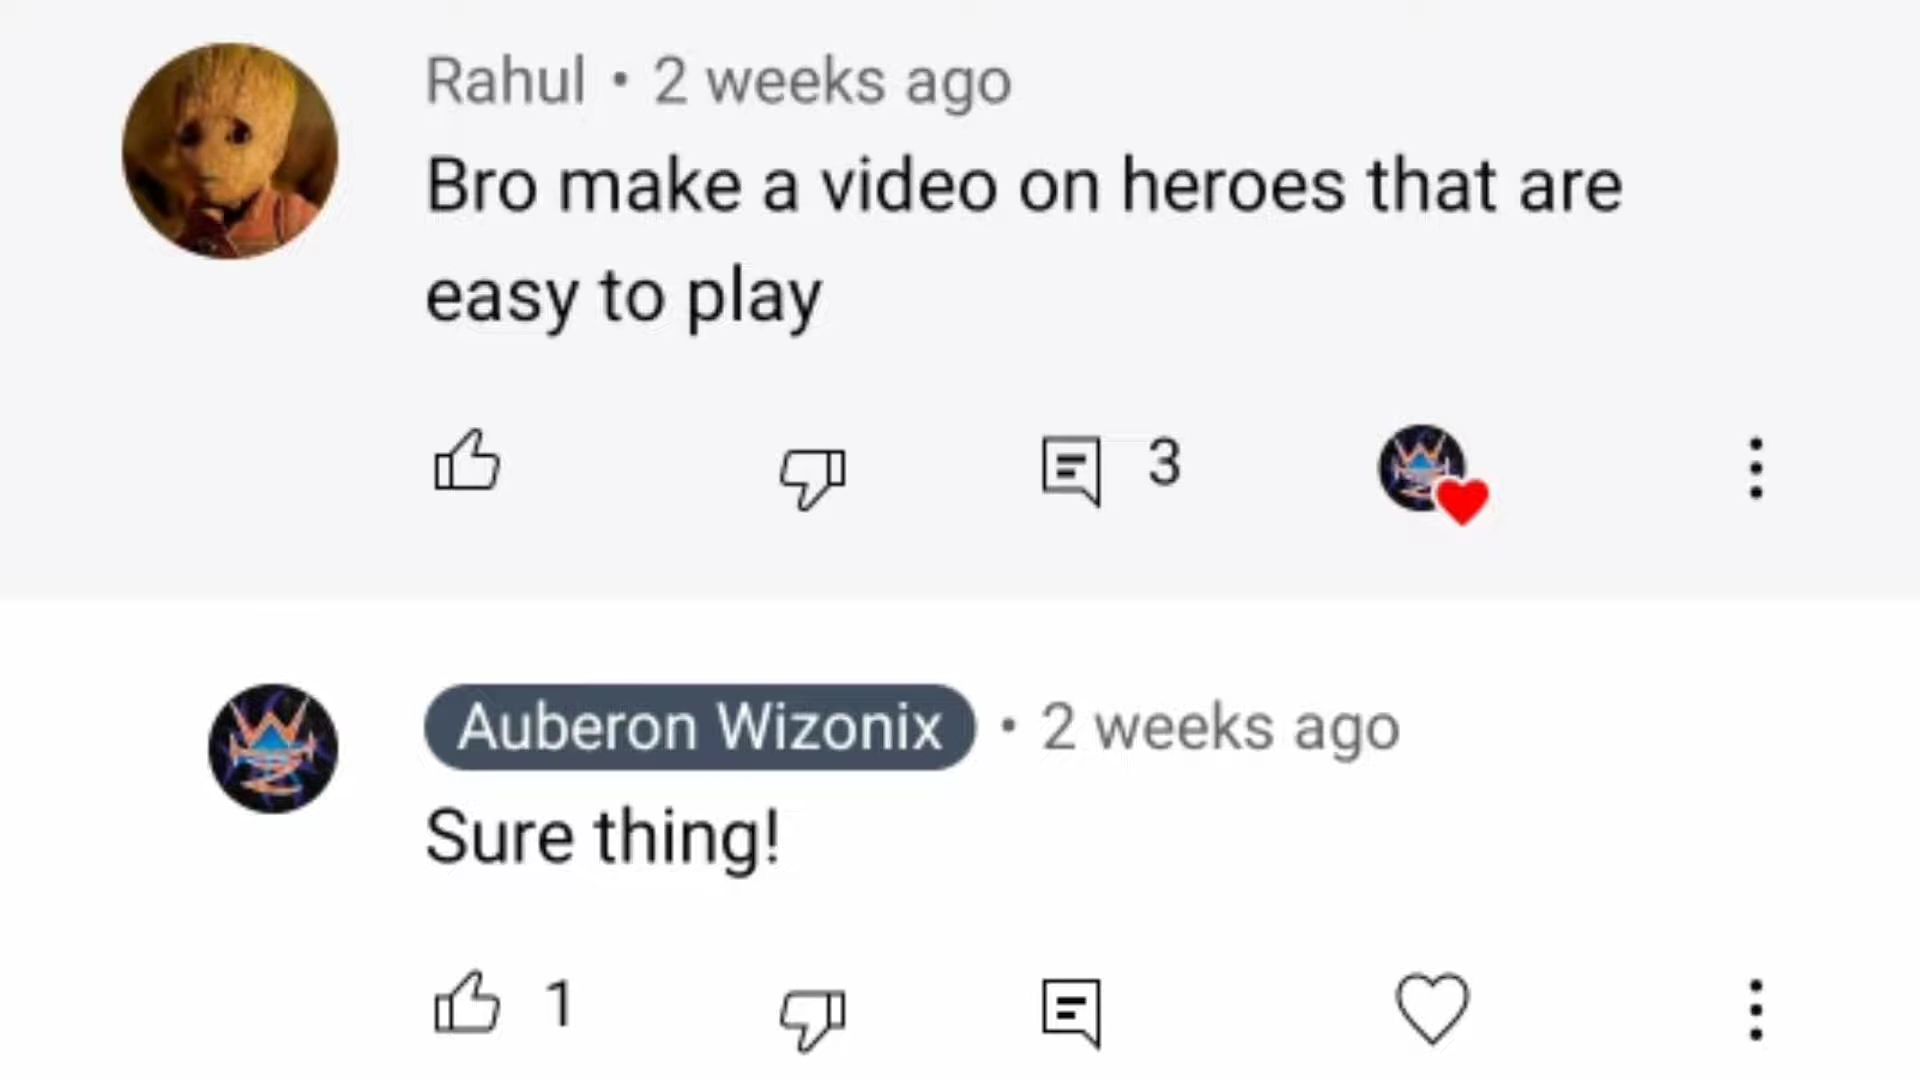 Rahul • 2 weeks ago
Bro make a video on heroes that are
easy to play
3
Auberon Wizonix • 2 weeks ago
Sure thing!
1